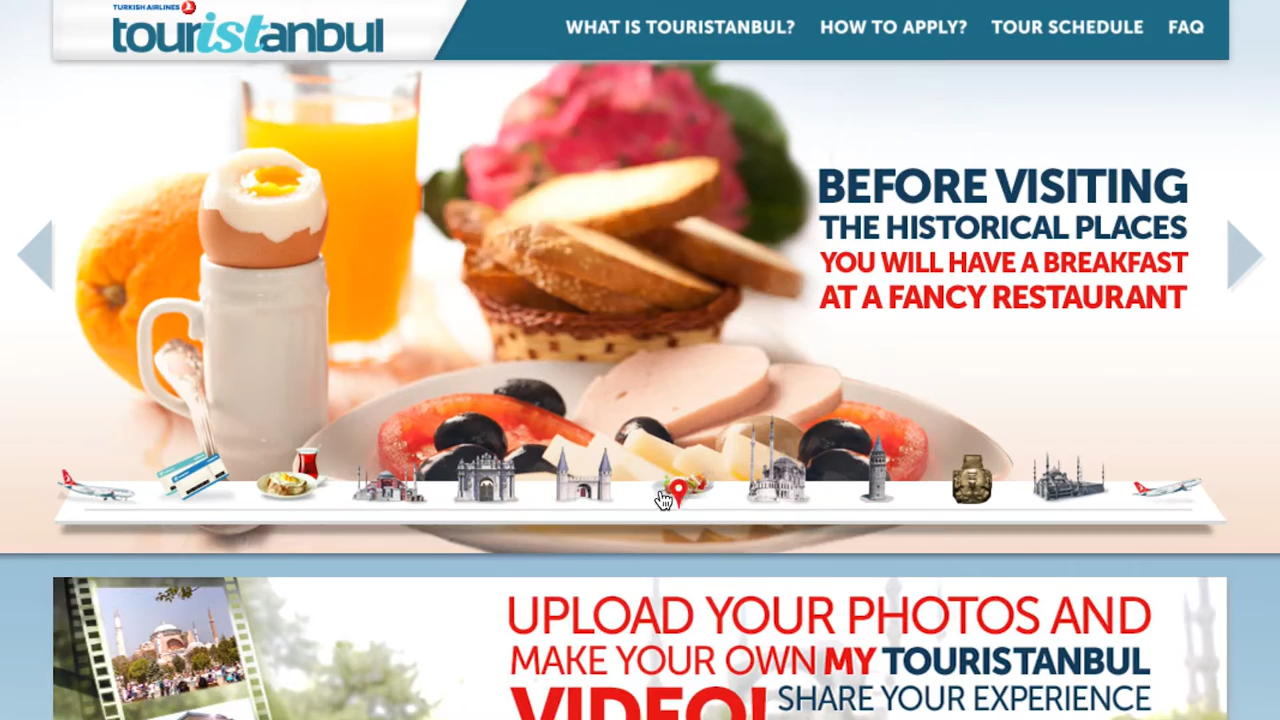 TURKISH AIRLINES
touristanbul
WHAT IS TOURISTANBUL? HOW TO APPLY? TOUR SCHEDULE FAQ
BEFORE VISITING
THE HISTORICAL PLACES
YOU WILL HAVE A BREAKFAST
AT A FANCY RESTAURANT
UPLOAD YOUR PHOTOS AND
MAKE YOUR OWN MY TOURISTANBUL
VIDEO! SHARE YOUR EXPERIENCE